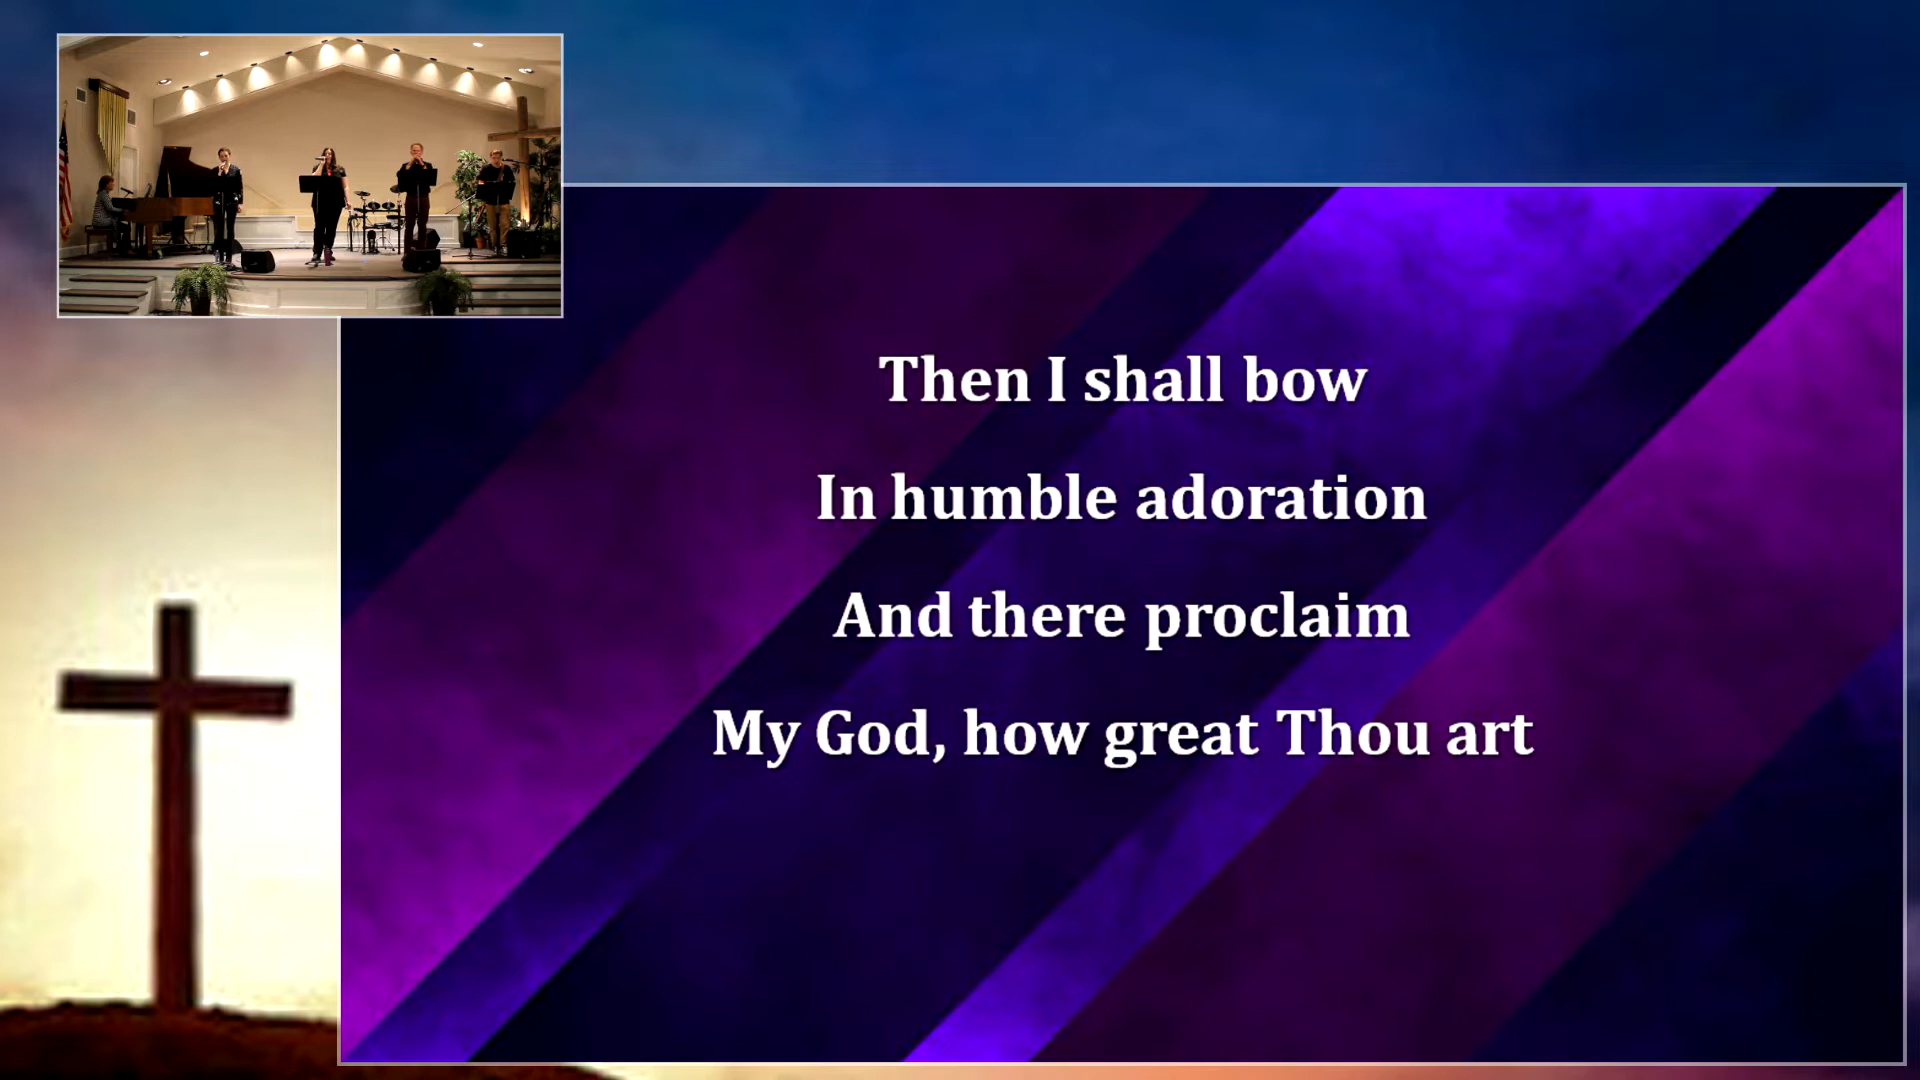 Then I shall bow
In humble adoration
And there proclaim
My God, how great Thou art